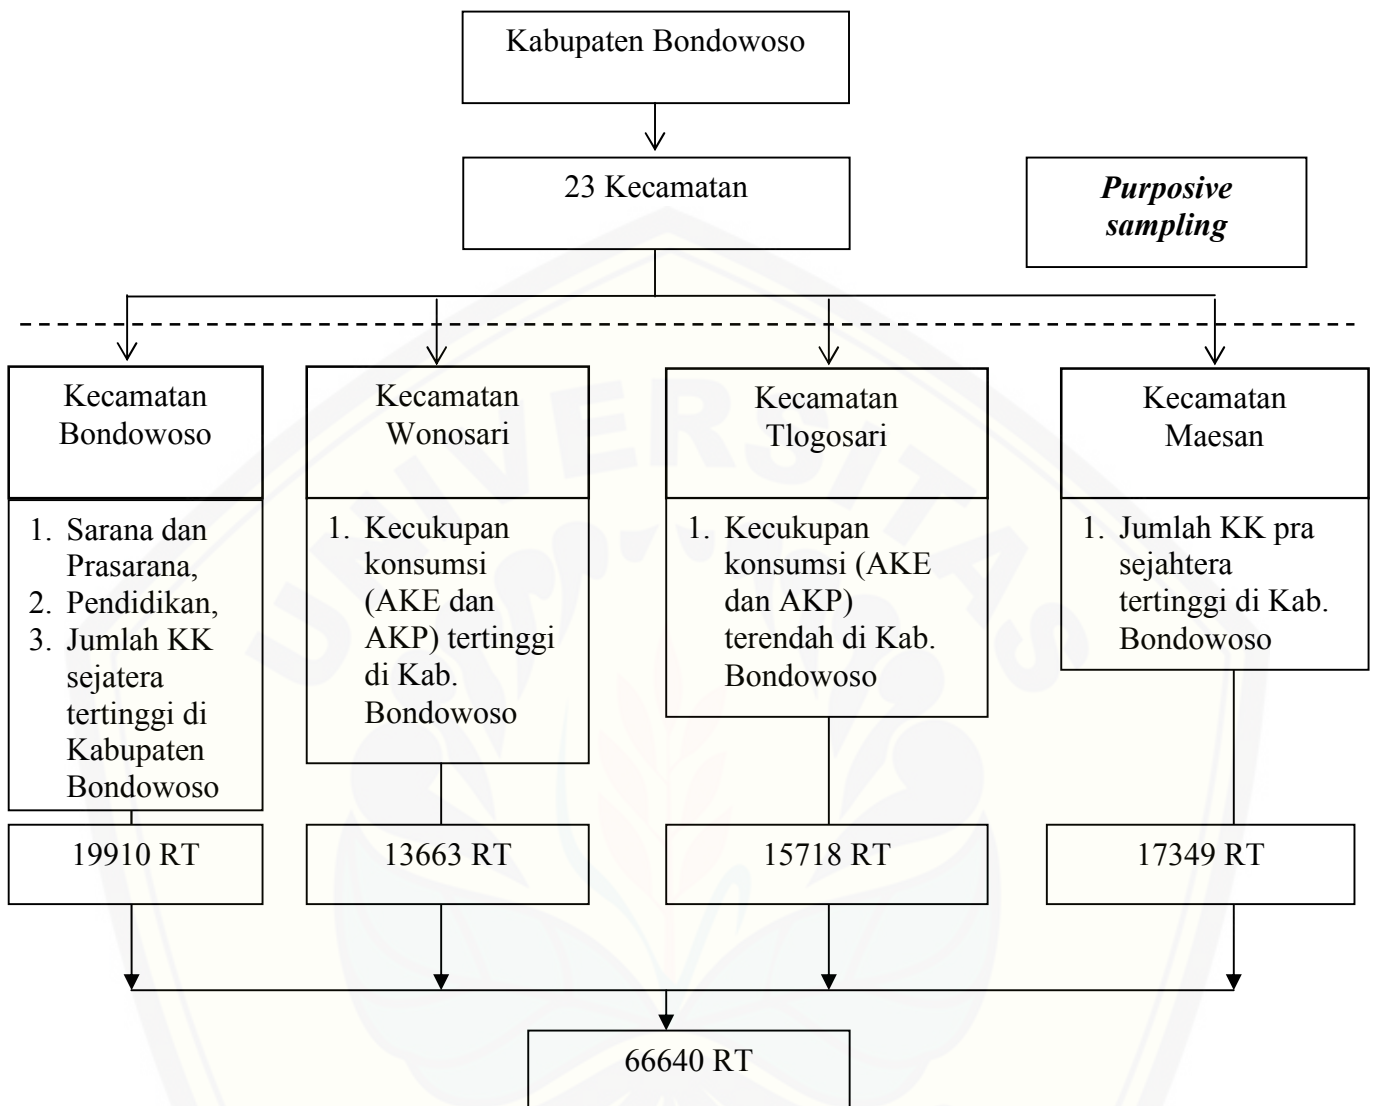 Kabupaten Bondowoso
23 Kecamatan
Purposive
sampling
Kecamatan
Bondowoso
Kecamatan
Wonosari
Kecamatan
Tlogosari
Kecamatan
Maesan
1. Sarana dan
Prasarana,
2. Pendidikan,
3. Jumlah KK
sejatera
tertinggi di
Kabupaten
Bondowoso
1. Kecukupan
konsumsi
(AKE dan
AKP) tertinggi
di Kab.
Bondowoso
1. Kecukupan
konsumsi (AKE
dan AKP)
terendah di Kab.
Bondowoso
1. Jumlah KK pra
sejahtera
tertinggi di Kab.
Bondowoso
19910 RT
13663 RT
15718 RT
17349 RT
66640 RT
UNIVERSITAS